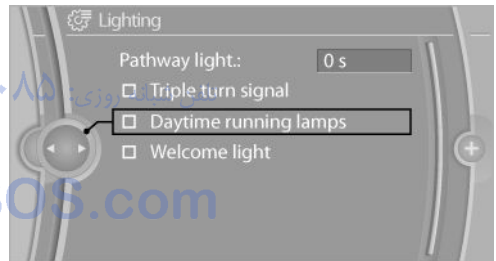 Lighting
Pathway light.: 0 s
Triple turn signal
Daytime running lamps
Welcome light
OS.com